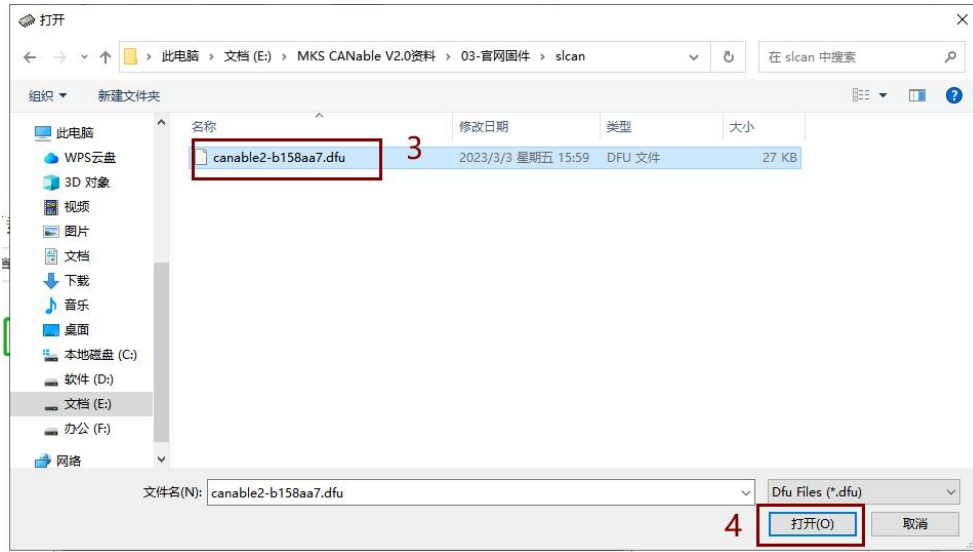 打开
此电脑 › 文档 (E:) › MKS CANable V2.0资料 › 03-官网固件 › slcan
在 slcan 中搜索
组织 新建文件夹
此电脑
WPS云盘
3D 对象
视频
图片
文档
下载
音乐
桌面
本地磁盘 (C:)
软件 (D:)
文档 (E:)
办公 (F:)
网络
名称 修改日期 类型 大小
canable2-b158aa7.dfu 3 2023/3/3 星期五 15:59 DFU 文件 27 KB
文件名(N): canable2-b158aa7.dfu Dfu Files (*.dfu)
4 打开(O) 取消